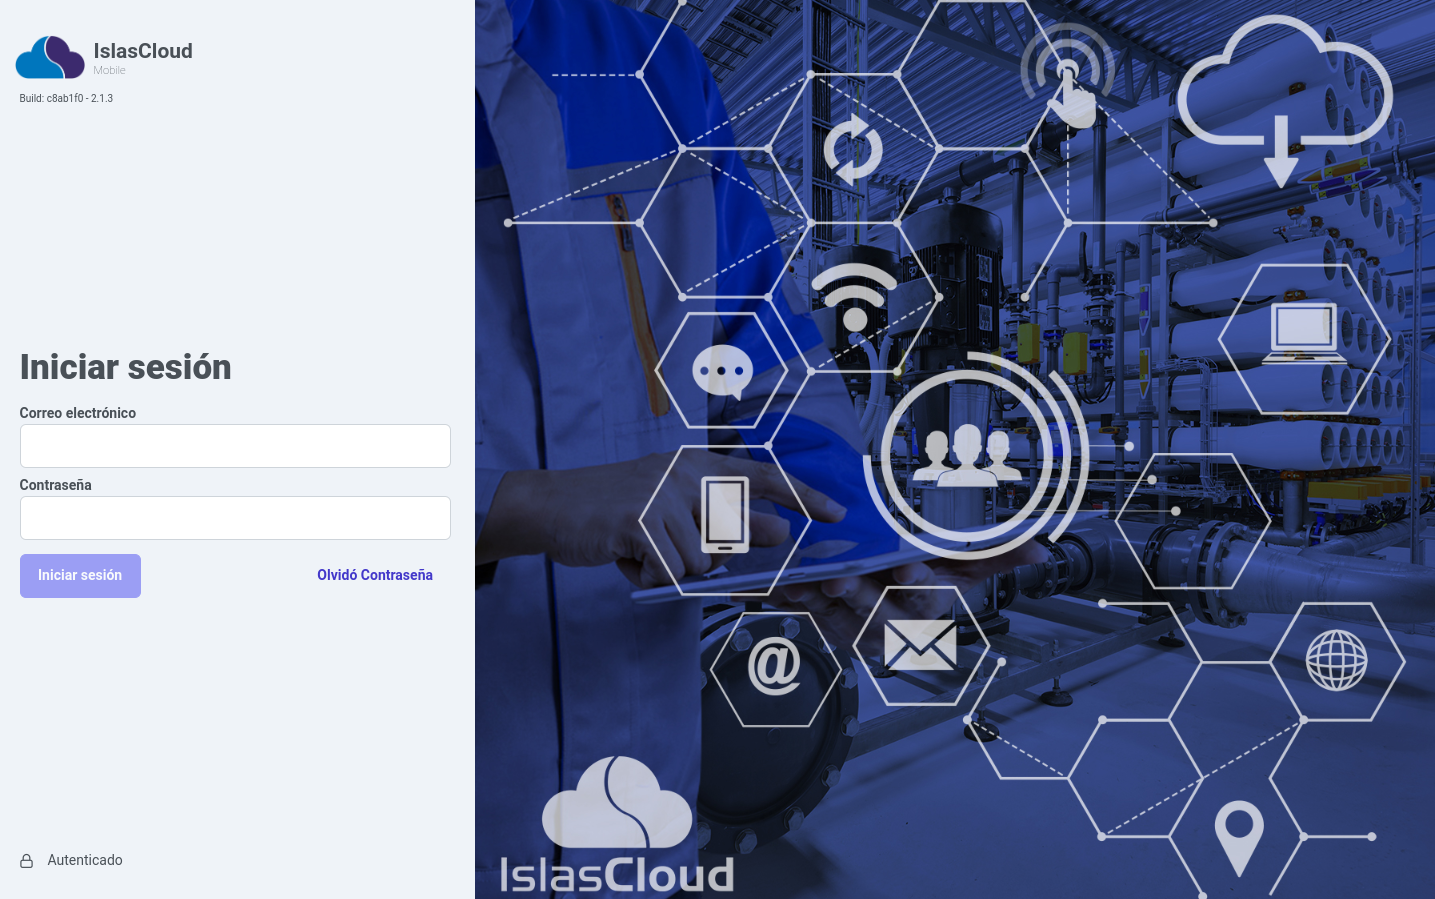 IslasCloud
Mobile
Build: c8ab1f0 - 2.1.3
Iniciar sesión
Correo electrónico
Contraseña
Iniciar sesión
Olvidó Contraseña
Autenticado
@
IslasCloud